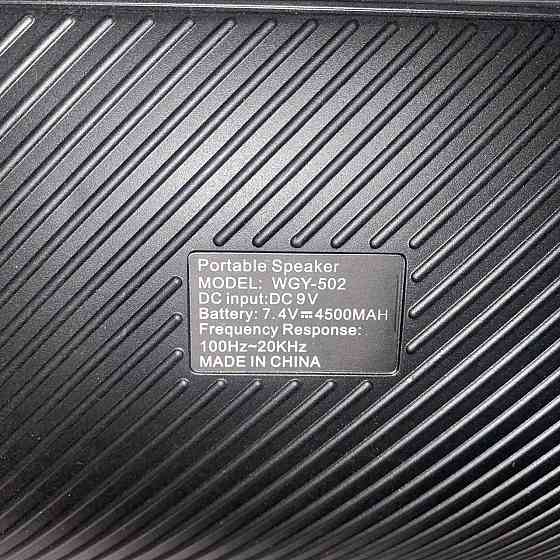 Portable Speaker
MODEL: WGY-502
DC input:DC 9V
Battery: 7.4V⎓4500MAH
Frequency Response:
100Hz~20KHz
MADE IN CHINA